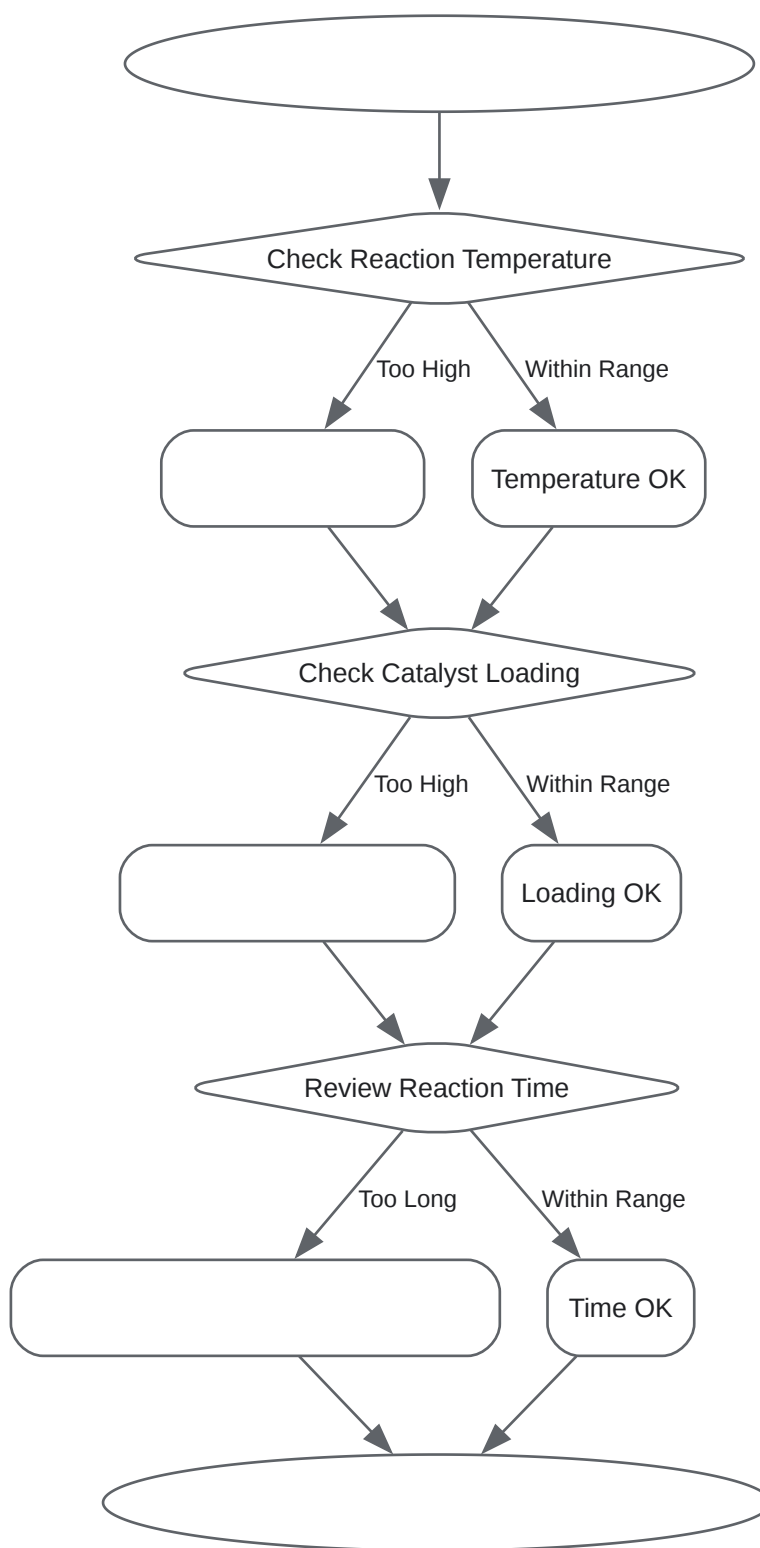 Check Reaction Temperature
Too High
Within Range
Temperature OK
Check Catalyst Loading
Too High
Within Range
Loading OK
Review Reaction Time
Too Long
Within Range
Time OK